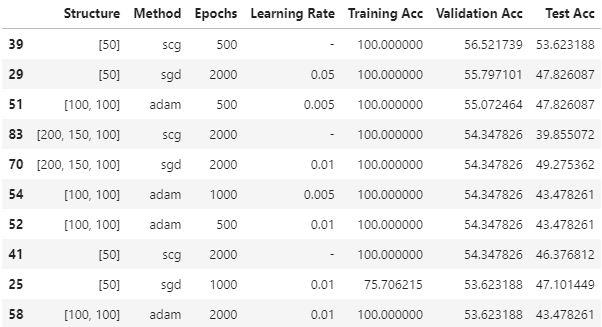 Structure Method Epochs Learning Rate Training Acc Validation Acc Test Acc
39 [50] scg 500 - 100.000000 56.521739 53.623188
29 [50] sgd 2000 0.05 100.000000 55.797101 47.826087
51 [100, 100] adam 500 0.005 100.000000 55.072464 47.826087
83 [200, 150, 100] scg 2000 - 100.000000 54.347826 39.855072
70 [200, 150, 100] sgd 2000 0.01 100.000000 54.347826 49.275362
54 [100, 100] adam 1000 0.005 100.000000 54.347826 43.478261
52 [100, 100] adam 500 0.01 100.000000 54.347826 43.478261
41 [50] scg 2000 - 100.000000 54.347826 46.376812
25 [50] sgd 1000 0.01 75.706215 53.623188 47.101449
58 [100, 100] adam 2000 0.01 100.000000 53.623188 43.478261